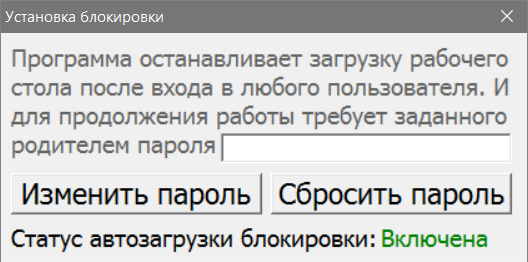 Установка блокировки
Программа останавливает загрузку рабочего
стола после входа в любого пользователя. И
для продолжения работы требует заданного
родителем пароля
Изменить пароль Сбросить пароль
Статус автозагрузки блокировки: Включена